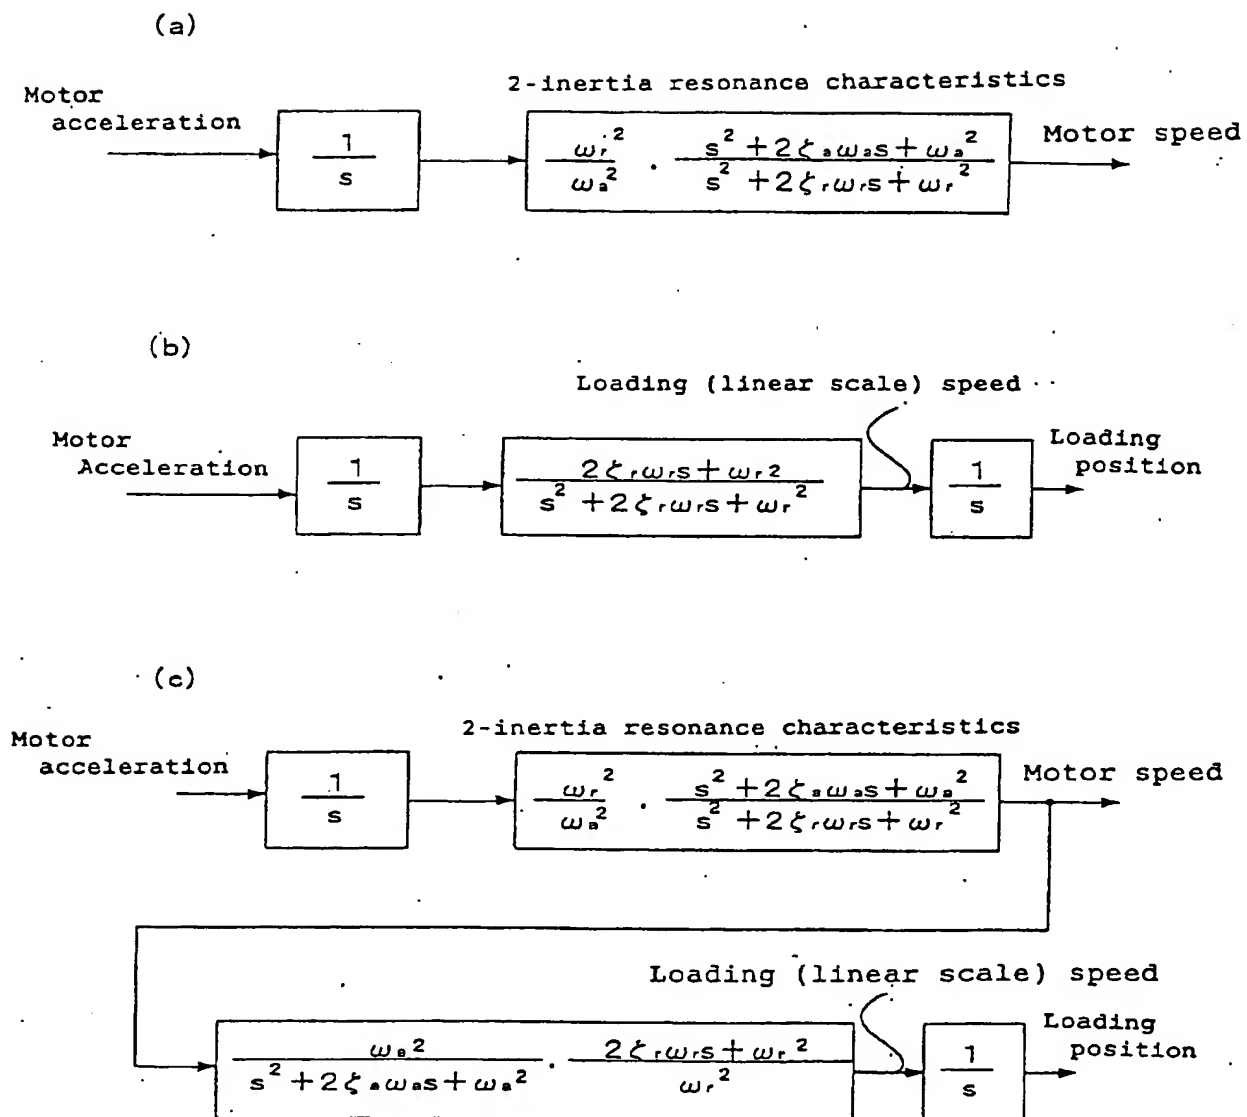 (a)
2-inertia resonance characteristics
Motor
acceleration
1/s
ωr²/ωa² · (s² + 2ζaωas + ωa²)/(s² + 2ζrωrs + ωr²)
Motor speed
(b)
Loading (linear scale) speed
Motor
Acceleration
1/s
(2ζrωrs + ωr2)/(s² + 2ζrωrs + ωr²)
1/s
Loading
position
(c)
2-inertia resonance characteristics
Motor
acceleration
1/s
ωr²/ωa² · (s² + 2ζaωas + ωa²)/(s² + 2ζrωrs + ωr²)
Motor speed
Loading (linear scale) speed
ωa²/(s² + 2ζaωas + ωa²) · (2ζrωrs + ωr²)/ωr²
1/s
Loading
position